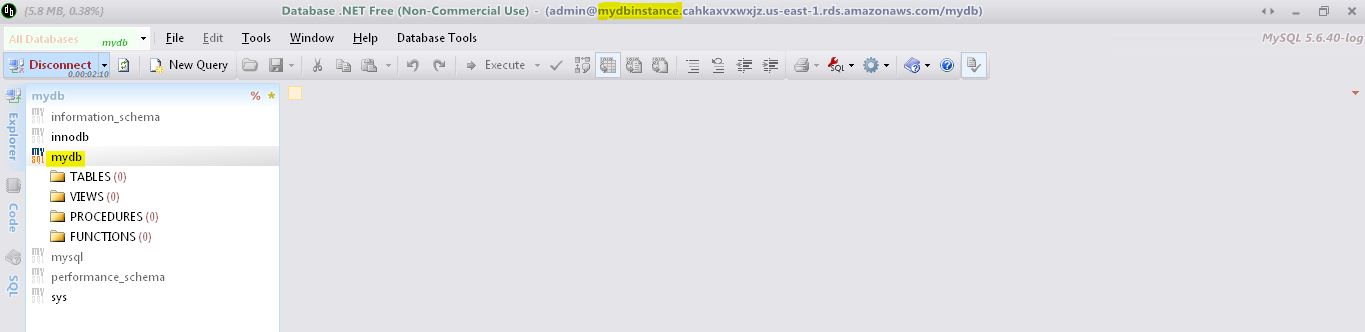 {5.8 MB, 0.38%} Database .NET Free (Non-Commercial Use) - (admin@mydbinstance.cahkaxvxwxjz.us-east-1.rds.amazonaws.com/mydb)
All Databases mydb File Edit Tools Window Help Database Tools MySQL 5.6.40-log
Disconnect 0.00:02:10 New Query Execute SQL
mydb % *
information_schema
innodb
mydb
TABLES (0)
VIEWS (0)
PROCEDURES (0)
FUNCTIONS (0)
mysql
performance_schema
sys
Explorer
Code
SQL